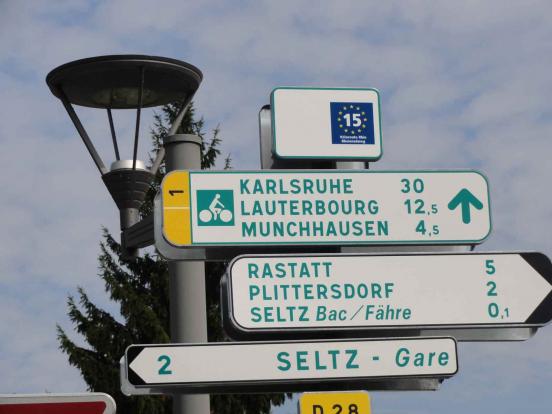 15
1
KARLSRUHE 30
LAUTERBOURG 12,5
MUNCHHAUSEN 4,5
RASTATT 5
PLITTERSDORF 2
SELTZ Bac/Fähre 0,1
2 SELTZ - Gare
D 28